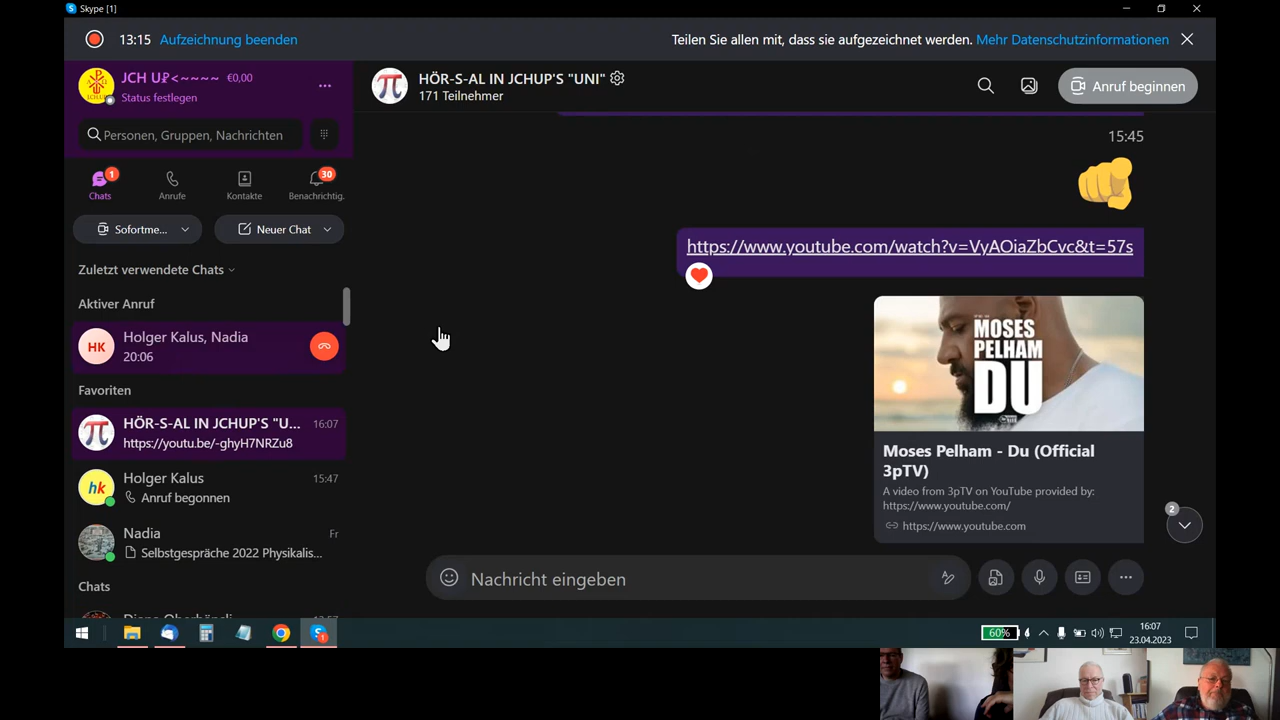 Skype [1]
13:15 Aufzeichnung beenden
Teilen Sie allen mit, dass sie aufgezeichnet werden. Mehr Datenschutzinformationen
JCH U₽<~~~~ €0,00
Status festlegen
Personen, Gruppen, Nachrichten
Chats 1
Anrufe
Kontakte
Benachrichtig. 30
Sofortme...
Neuer Chat
Zuletzt verwendete Chats
Aktiver Anruf
HK
Holger Kalus, Nadia
20:06
Favoriten
HÖR-S-AL IN JCHUP'S "U... 16:07
https://youtu.be/-ghyH7NRZu8
hk
Holger Kalus 15:47
Anruf begonnen
Nadia Fr
Selbstgespräche 2022 Physikalis...
Chats
HÖR-S-AL IN JCHUP'S "UNI"
171 Teilnehmer
Anruf beginnen
15:45
https://www.youtube.com/watch?v=VyAOiaZbCvc&t=57s
MOSES
PELHAM
DU
Moses Pelham - Du (Official
3pTV)
A video from 3pTV on YouTube provided by:
https://www.youtube.com/
https://www.youtube.com
2
Nachricht eingeben
60%
16:07
23.04.2023